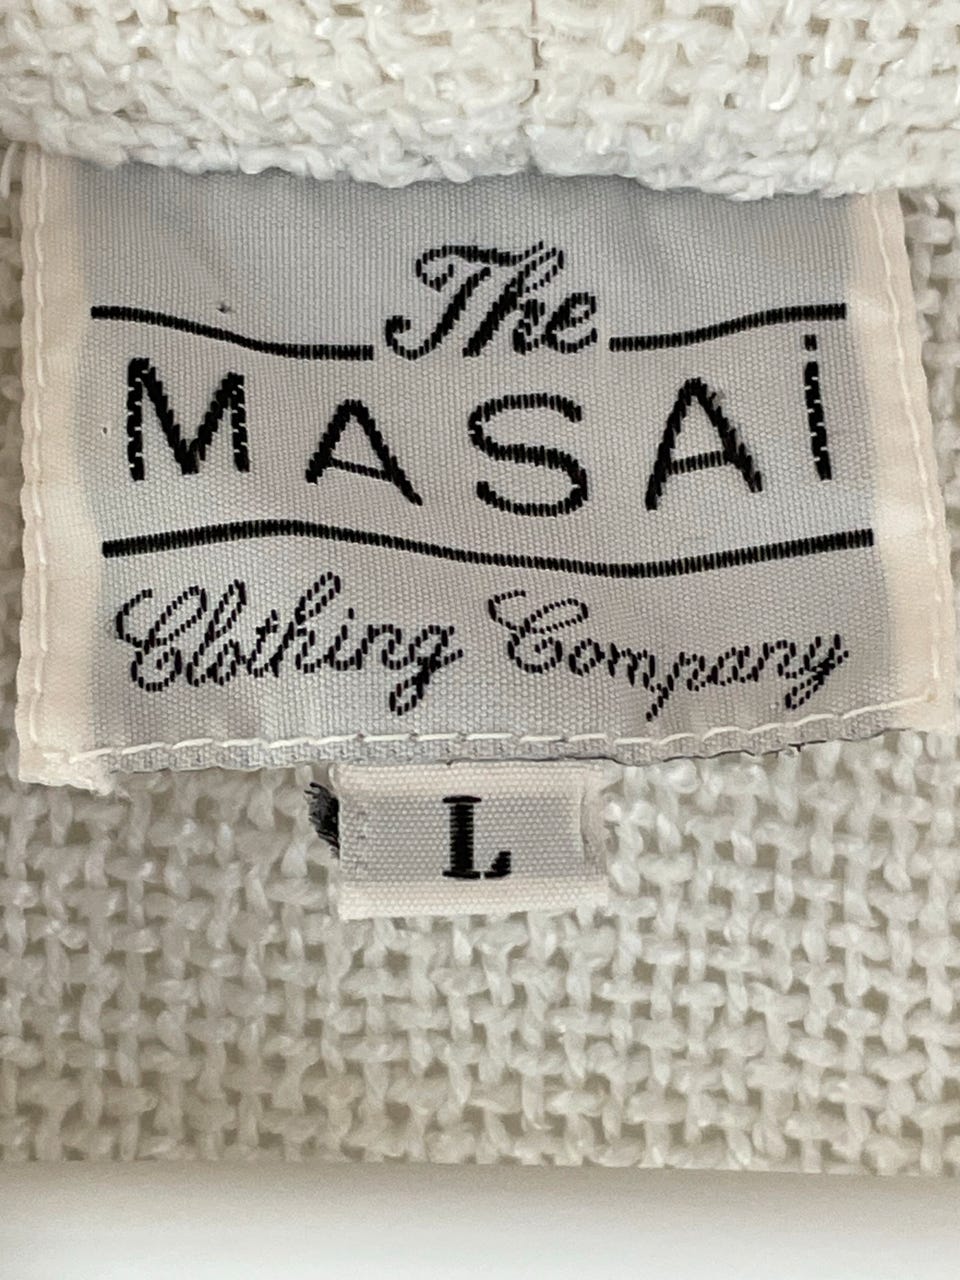 The
MASAi
Clothing Company
L